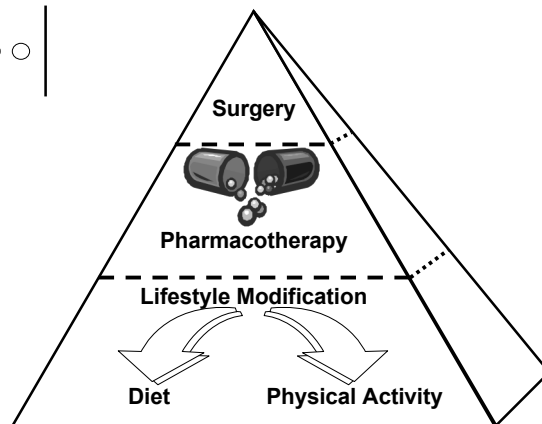 Surgery
Pharmacotherapy
Lifestyle Modification
Diet
Physical Activity